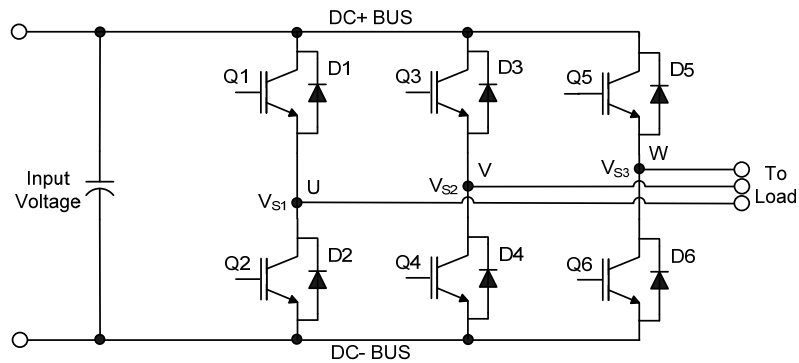 DC+ BUS
Q1
D1
Q3
D3
Q5
D5
Input
Voltage
VS1
U
VS2
V
VS3
W
To
Load
Q2
D2
Q4
D4
Q6
D6
DC- BUS